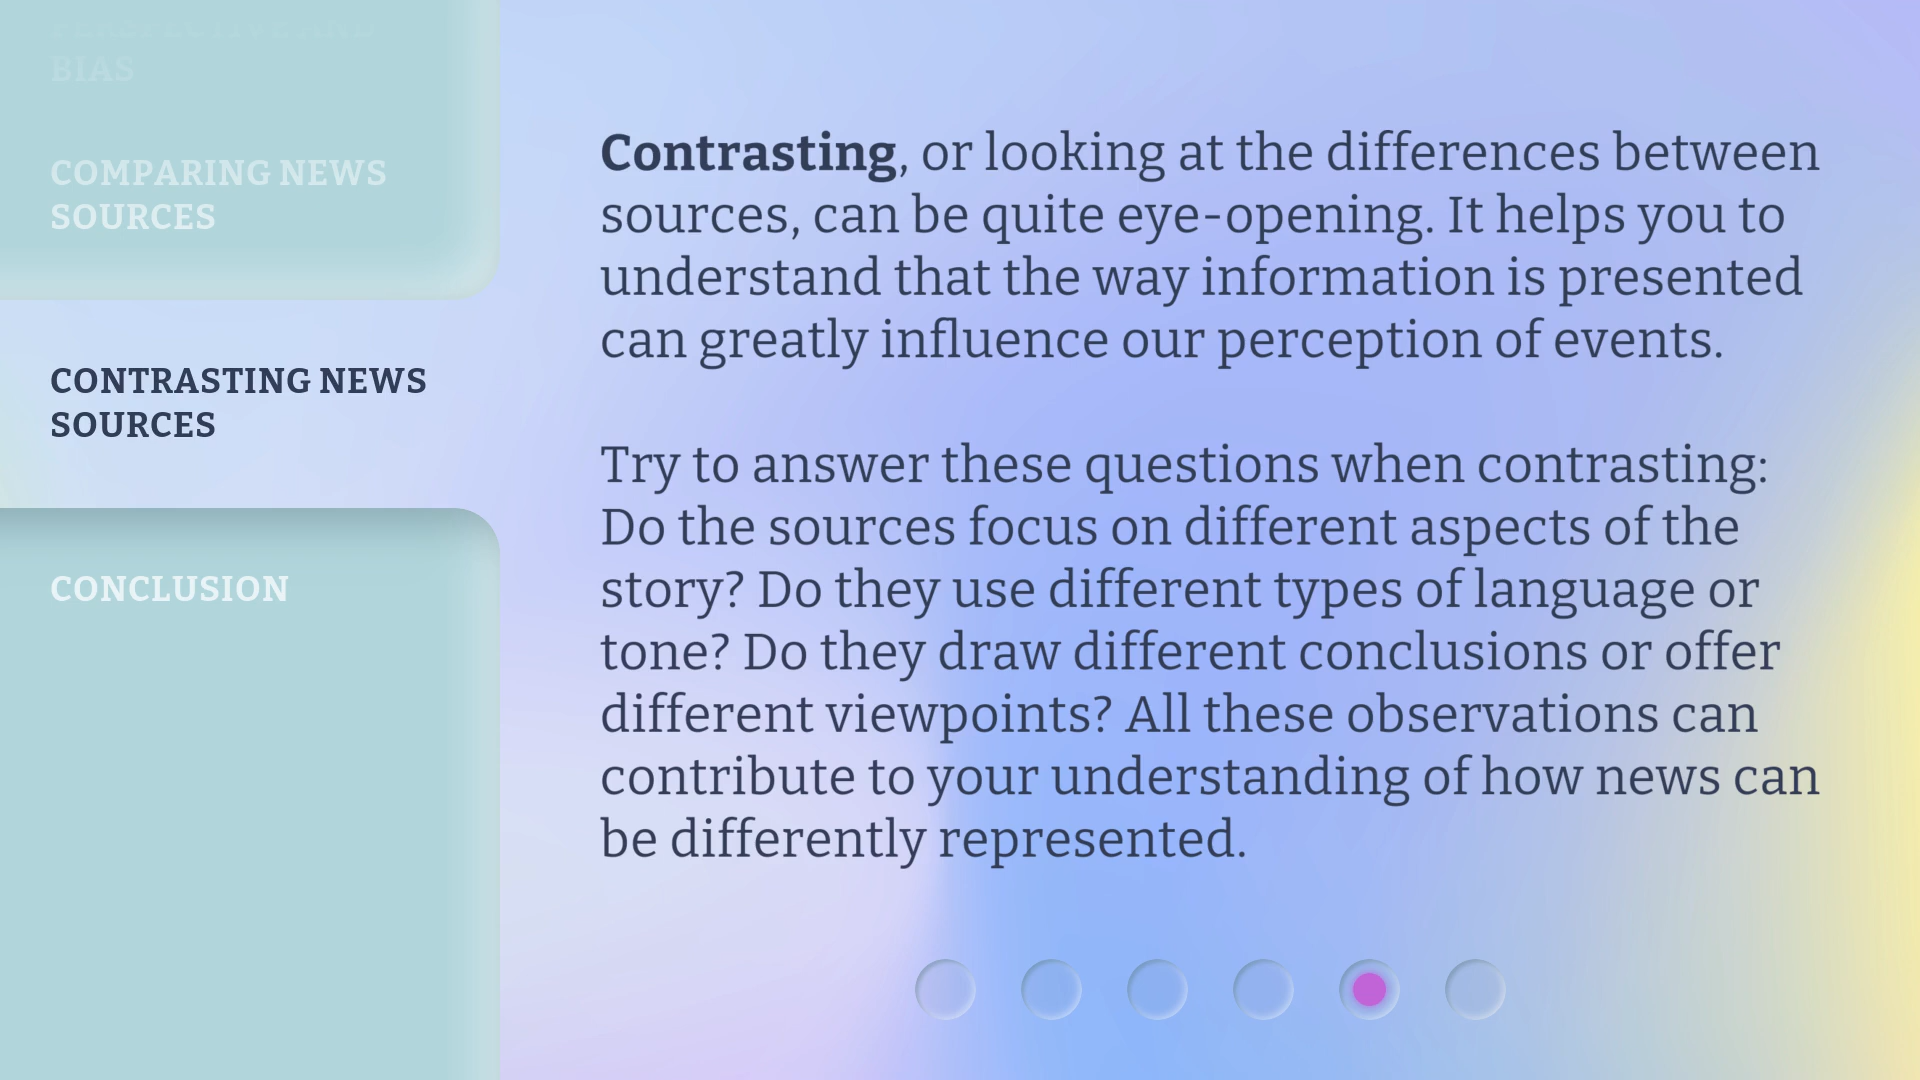 BIAS
COMPARING NEWS
SOURCES
CONTRASTING NEWS
SOURCES
CONCLUSION
Contrasting, or looking at the differences between
sources, can be quite eye-opening. It helps you to
understand that the way information is presented
can greatly influence our perception of events.
Try to answer these questions when contrasting:
Do the sources focus on different aspects of the
story? Do they use different types of language or
tone? Do they draw different conclusions or offer
different viewpoints? All these observations can
contribute to your understanding of how news can
be differently represented.